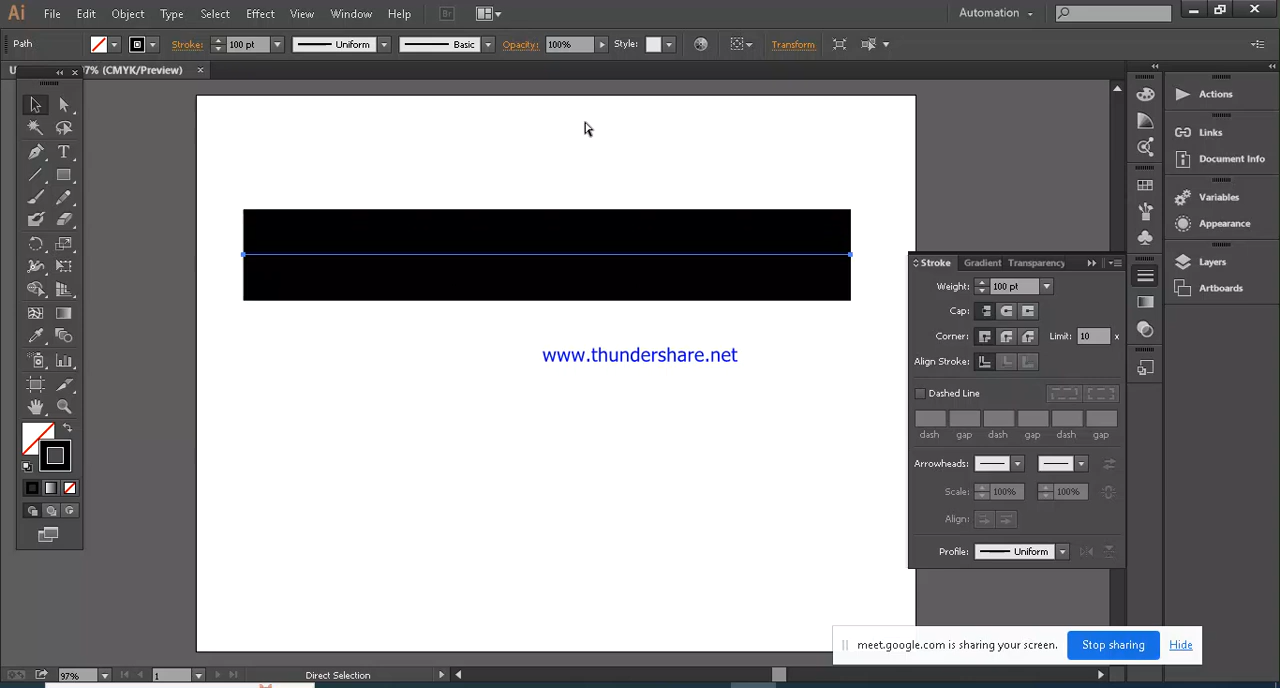 Ai File Edit Object Type Select Effect View Window Help Br Automation
Path Stroke: 100 pt Uniform Basic Opacity: 100% Style: Transform
U 97% (CMYK/Preview) ×
Actions
Links
Document Info
Variables
Appearance
Layers
Artboards
Stroke Gradient Transparency
Weight: 100 pt
Cap:
Corner: Limit: 10 x
Align Stroke:
Dashed Line
dash gap dash gap dash gap
Arrowheads:
Scale: 100% 100%
Align:
Profile: Uniform
www.thundershare.net
meet.google.com is sharing your screen. Stop sharing Hide
97% 1 Direct Selection